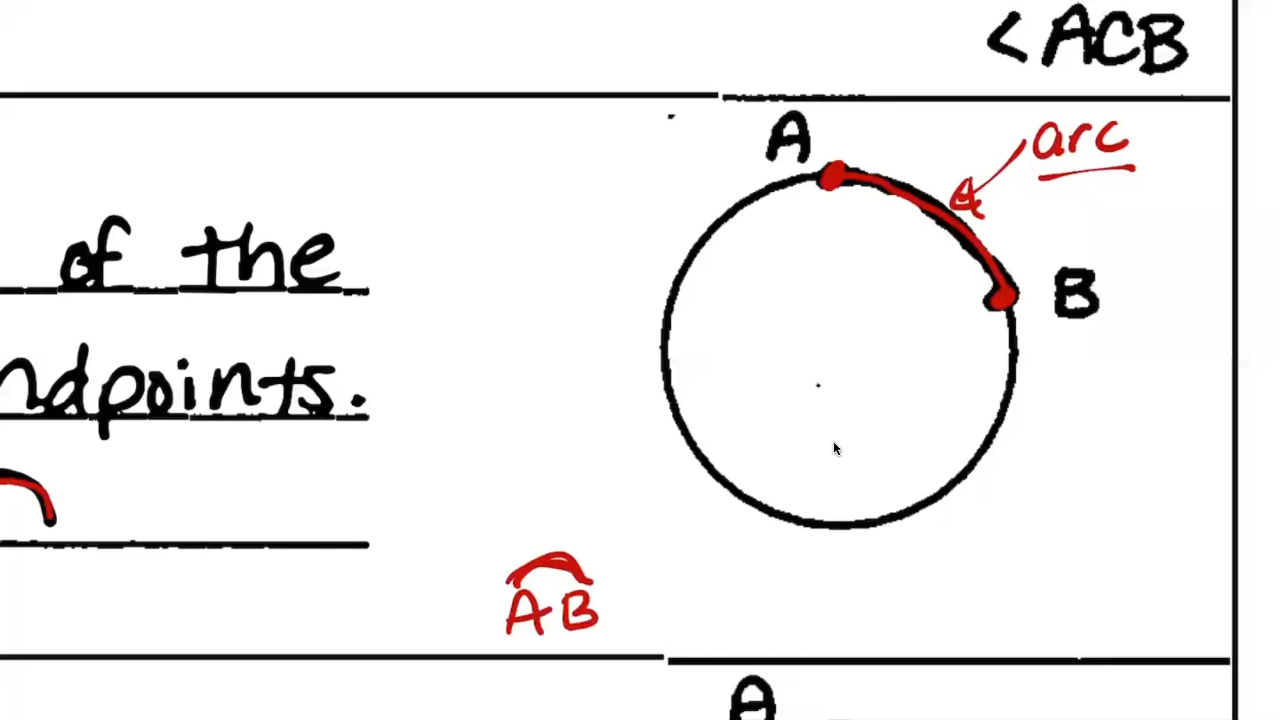 <ACB
A
arc
of the
B
ndpoints.
AB
A